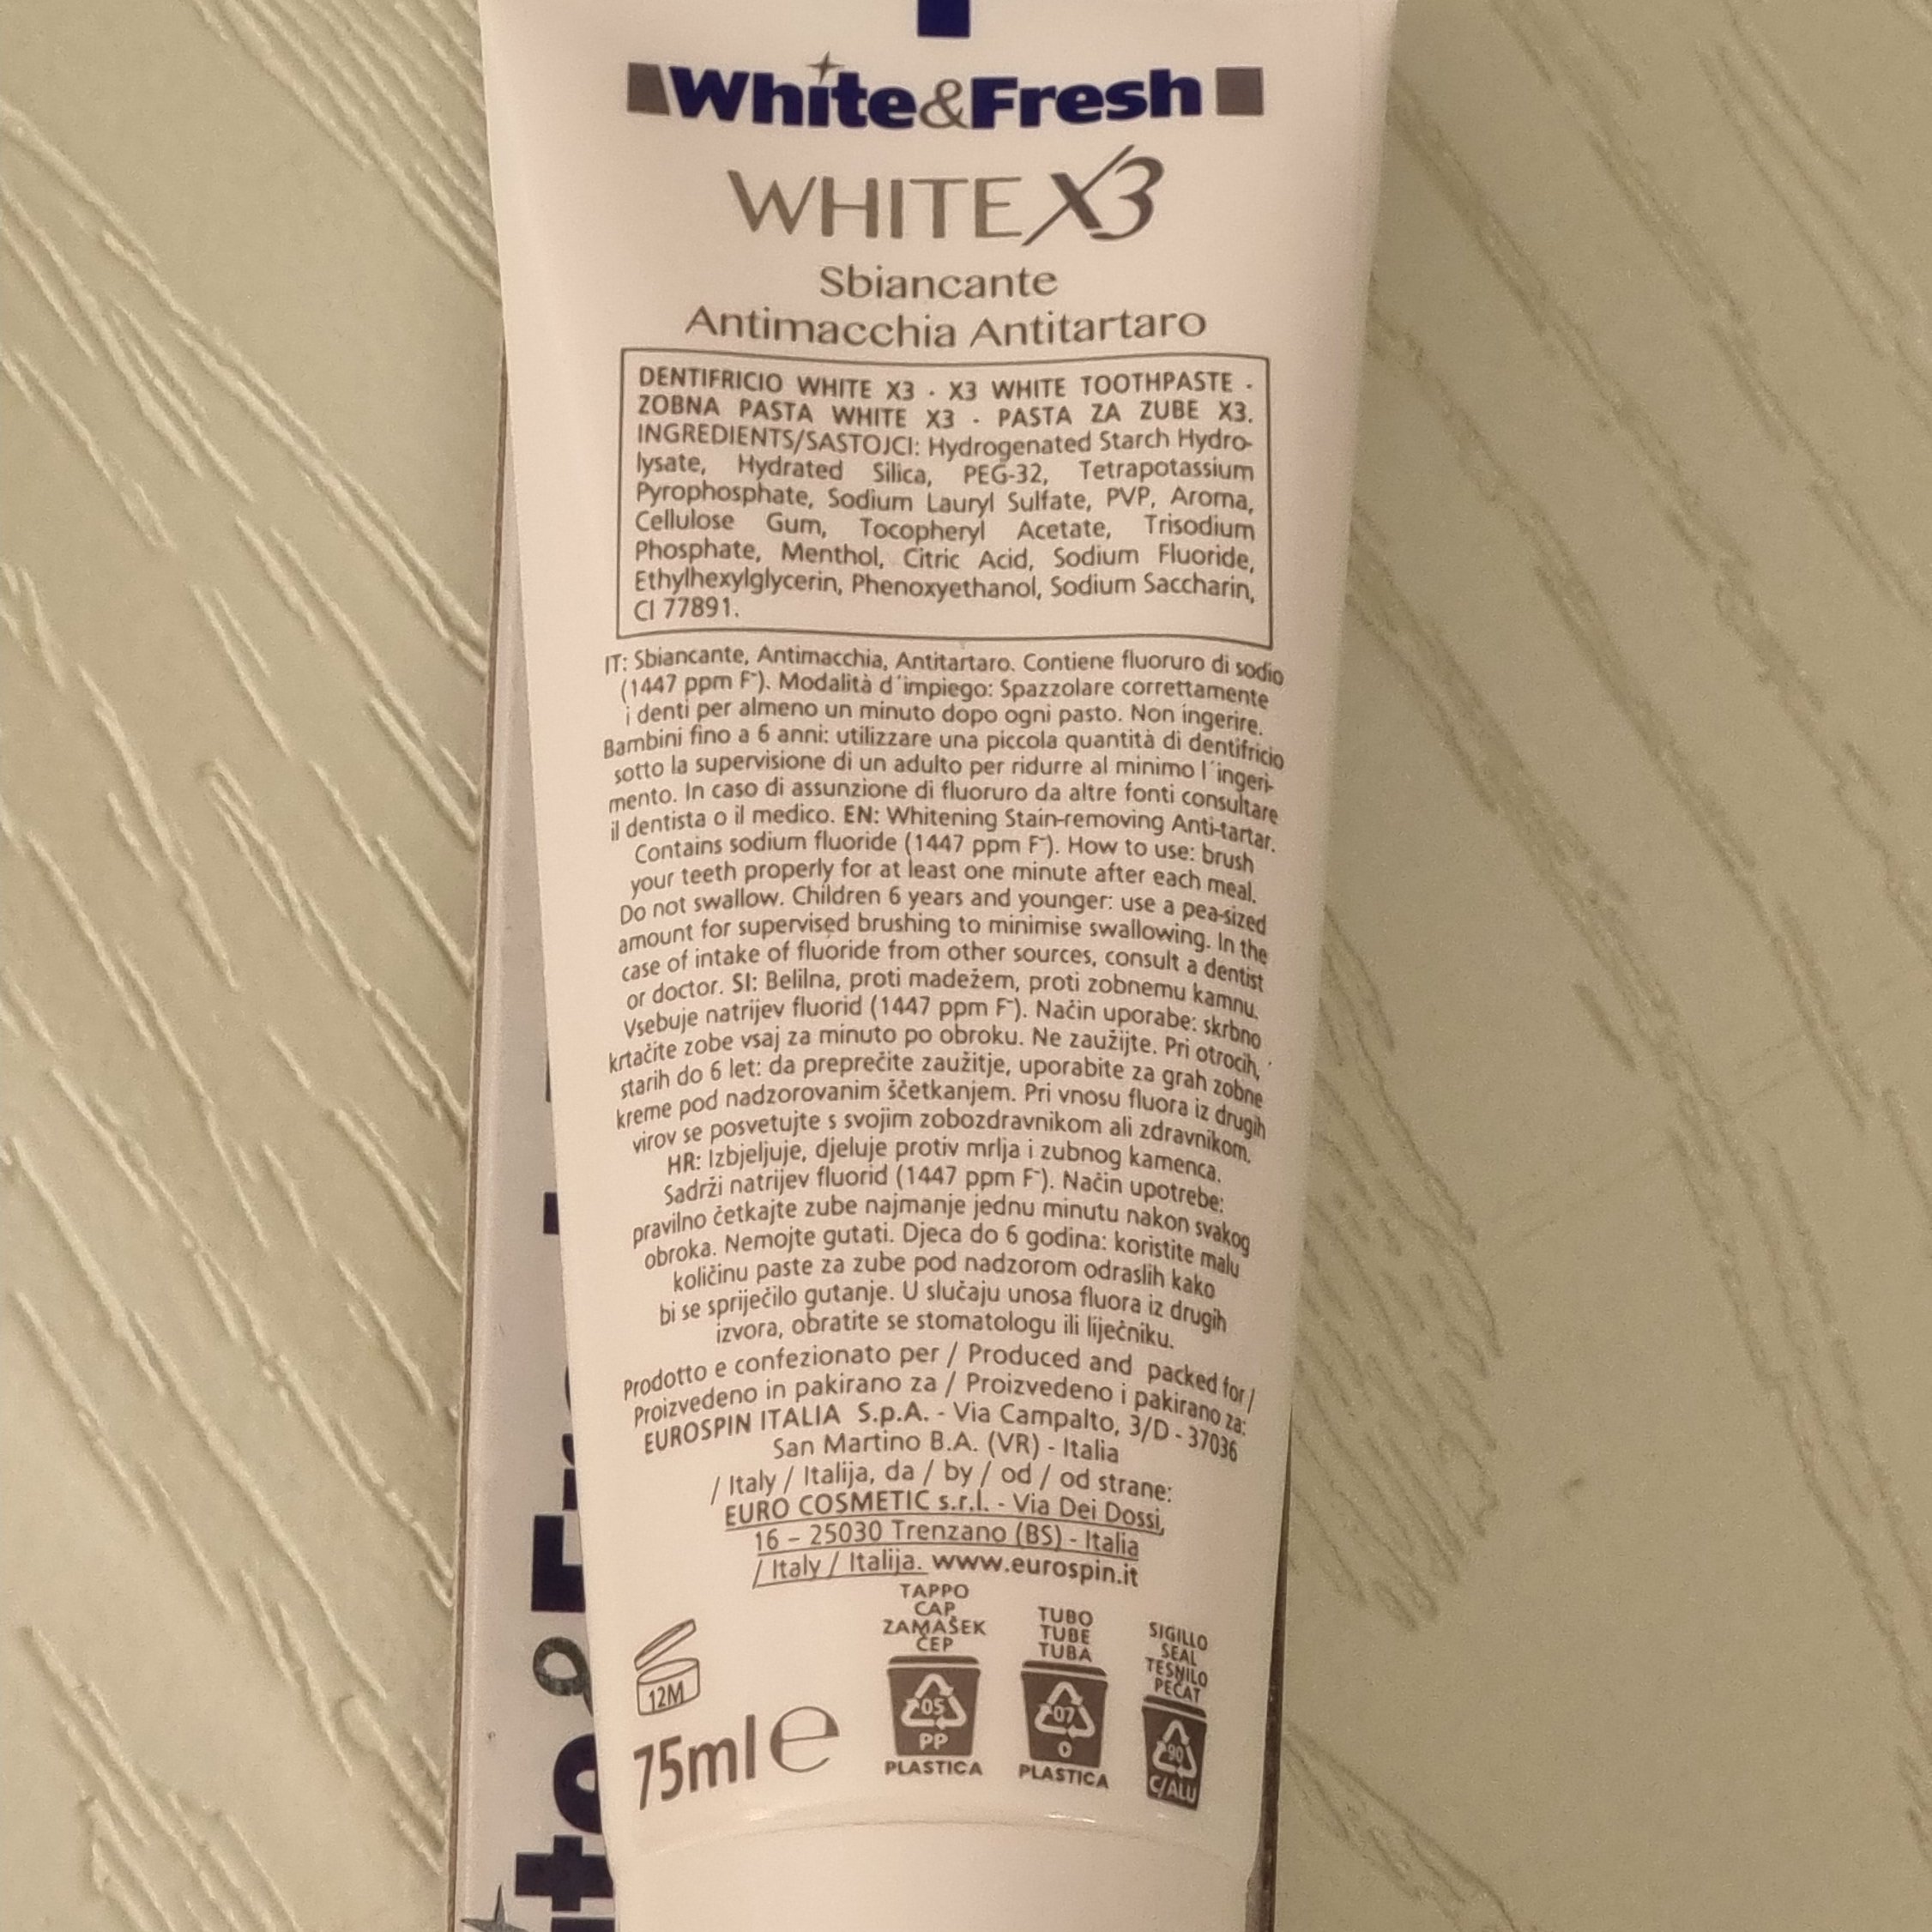 White&Fresh
WHITE X3
Sbiancante
Antimacchia Antitartaro
DENTIFRICIO WHITE X3 · X3 WHITE TOOTHPASTE ·
ZOBNA PASTA WHITE X3 · PASTA ZA ZUBE X3.
INGREDIENTS/SASTOJCI: Hydrogenated Starch Hydro-
lysate, Hydrated Silica, PEG-32, Tetrapotassium
Pyrophosphate, Sodium Lauryl Sulfate, PVP, Aroma,
Cellulose Gum, Tocopheryl Acetate, Trisodium
Phosphate, Menthol, Citric Acid, Sodium Fluoride,
Ethylhexylglycerin, Phenoxyethanol, Sodium Saccharin,
CI 77891.
IT: Sbiancante, Antimacchia, Antitartaro. Contiene fluoruro di sodio
(1447 ppm F⁻). Modalità d´impiego: Spazzolare correttamente
i denti per almeno un minuto dopo ogni pasto. Non ingerire.
Bambini fino a 6 anni: utilizzare una piccola quantità di dentifricio
sotto la supervisione di un adulto per ridurre al minimo l´ingeri-
mento. In caso di assunzione di fluoruro da altre fonti consultare
il dentista o il medico. EN: Whitening Stain-removing Anti-tartar.
Contains sodium fluoride (1447 ppm F⁻). How to use: brush
your teeth properly for at least one minute after each meal.
Do not swallow. Children 6 years and younger: use a pea-sized
amount for supervised brushing to minimise swallowing. In the
case of intake of fluoride from other sources, consult a dentist
or doctor. SI: Belilna, proti madežem, proti zobnemu kamnu.
Vsebuje natrijev fluorid (1447 ppm F⁻). Način uporabe: skrbno
krtačite zobe vsaj za minuto po obroku. Ne zaužijte. Pri otrocih,
starih do 6 let: da preprečite zaužitje, uporabite za grah zobne
kreme pod nadzorovanim ščetkanjem. Pri vnosu fluora iz drugih
virov se posvetujte s svojim zobozdravnikom ali zdravnikom.
HR: Izbjeljuje, djeluje protiv mrlja i zubnog kamenca.
Sadrži natrijev fluorid (1447 ppm F⁻). Način upotrebe:
pravilno četkajte zube najmanje jednu minutu nakon svakog
obroka. Nemojte gutati. Djeca do 6 godina: koristite malu
količinu paste za zube pod nadzorom odraslih kako
bi se spriječilo gutanje. U slučaju unosa fluora iz drugih
izvora, obratite se stomatologu ili liječniku.
Prodotto e confezionato per / Produced and packed for /
Proizvedeno in pakirano za / Proizvedeno i pakirano za:
EUROSPIN ITALIA S.p.A. - Via Campalto, 3/D - 37036
San Martino B.A. (VR) - Italia
/ Italy / Italija, da / by / od / od strane:
EURO COSMETIC s.r.l. - Via Dei Dossi,
16 – 25030 Trenzano (BS) - Italia
/ Italy / Italija. www.eurospin.it
TAPPO
CAP
ZAMAŠEK
ČEP
05
PP
PLASTICA
TUBO
TUBE
TUBA
07
O
PLASTICA
SIGILLO
SEAL
TESNILO
PEČAT
90
C/ALU
12M
75ml e